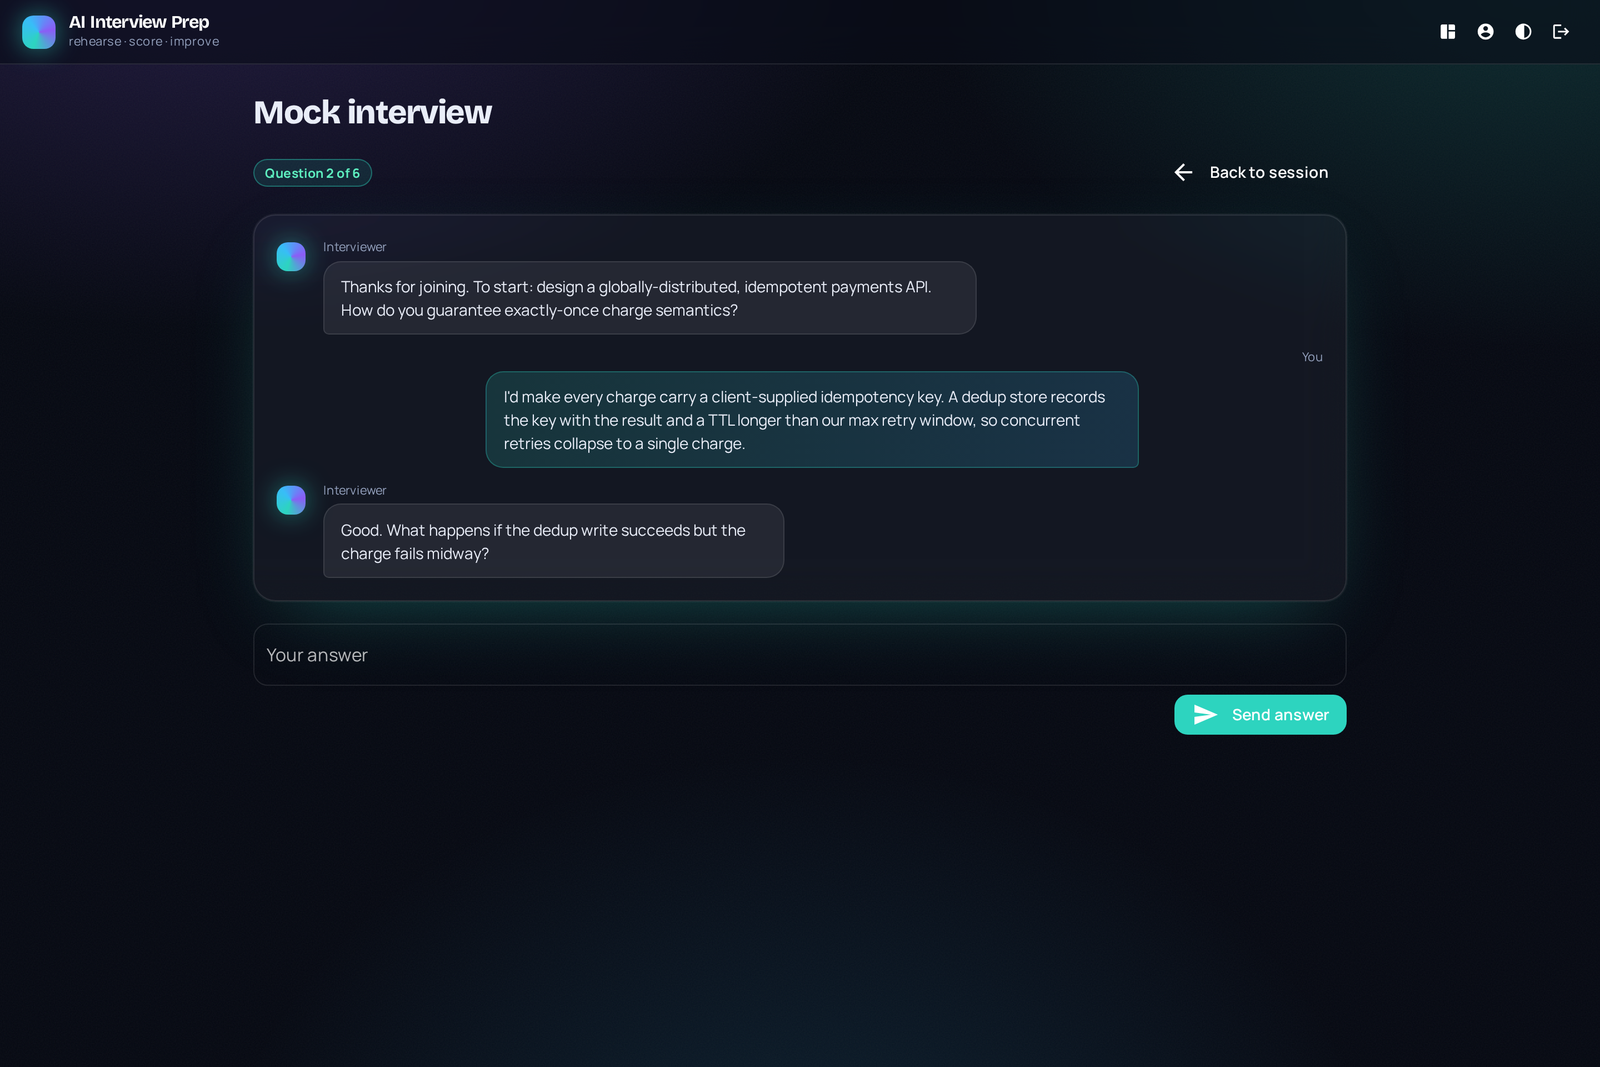 AI Interview Prep
rehearse · score · improve
Mock interview
Question 2 of 6
Back to session
Interviewer
Thanks for joining. To start: design a globally-distributed, idempotent payments API.
How do you guarantee exactly-once charge semantics?
You
I'd make every charge carry a client-supplied idempotency key. A dedup store records
the key with the result and a TTL longer than our max retry window, so concurrent
retries collapse to a single charge.
Interviewer
Good. What happens if the dedup write succeeds but the
charge fails midway?
Your answer
Send answer